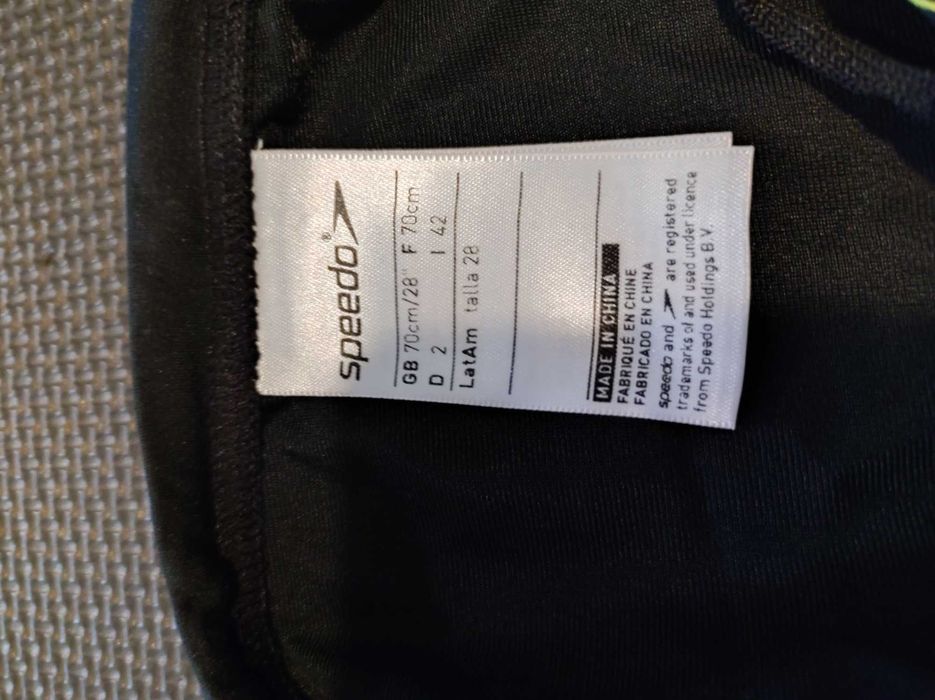 speedo®
GB 70cm/28" F 70cm
D 2 I 42
LatAm talla 28
MADE IN CHINA
FABRIQUÉ EN CHINE
FABRICADO EN CHINA
speedo and are registered
trademarks of and used under licence
from Speedo Holdings B.V.